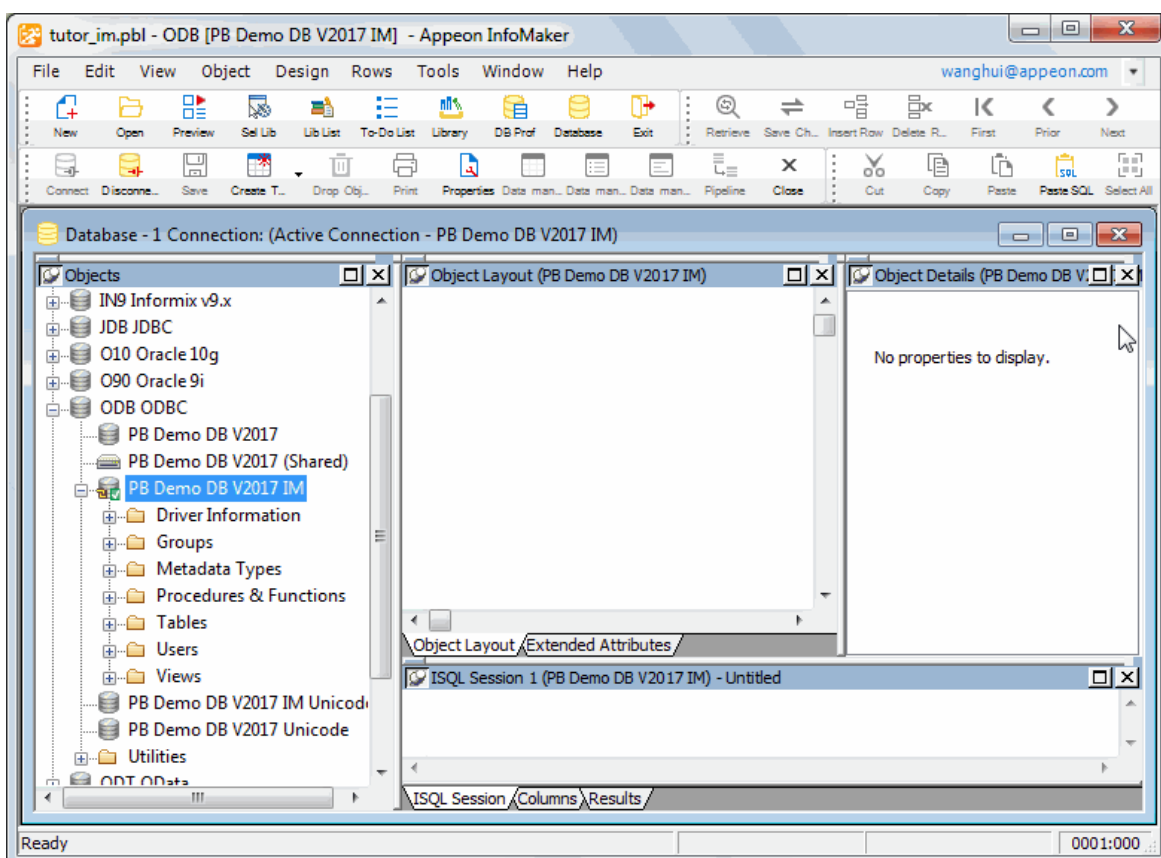 tutor_im.pbl - ODB [PB Demo DB V2017 IM] - Appeon InfoMaker
File Edit View Object Design Rows Tools Window Help wanghui@appeon.com
New Open Preview Sel Lib Lib List To-Do List Library DB Prof Database Exit Retrieve Save Ch... Insert Row Delete R... First Prior Next
SQL
Connect Disconne... Save Create T... Drop Obj... Print Properties Data man... Data man... Data man... Pipeline Close Cut Copy Paste Paste SQL Select All
Database - 1 Connection: (Active Connection - PB Demo DB V2017 IM)
Objects
IN9 Informix v9.x
JDB JDBC
O10 Oracle 10g
O90 Oracle 9i
ODB ODBC
PB Demo DB V2017
PB Demo DB V2017 (Shared)
PB Demo DB V2017 IM
Driver Information
Groups
Metadata Types
Procedures & Functions
Tables
Users
Views
PB Demo DB V2017 IM Unicod
PB Demo DB V2017 Unicode
Utilities
ODT OData
Object Layout (PB Demo DB V2017 IM)
Object Layout Extended Attributes
Object Details (PB Demo DB V
No properties to display.
ISQL Session 1 (PB Demo DB V2017 IM) - Untitled
ISQL Session Columns Results
Ready 0001:000